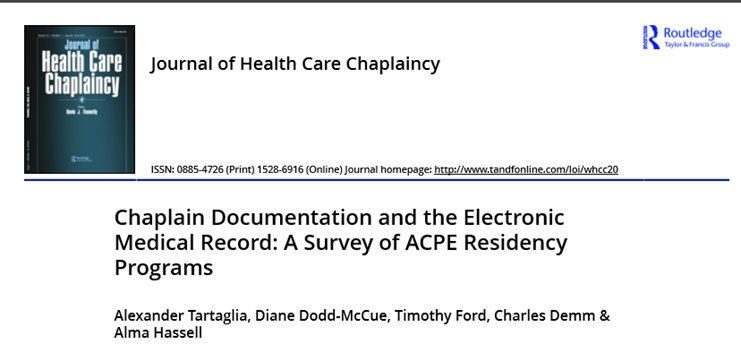 Journal of
Health Care
Chaplaincy
Routledge
Taylor & Francis Group
Journal of Health Care Chaplaincy
ISSN: 0885-4726 (Print) 1528-6916 (Online) Journal homepage: http://www.tandfonline.com/loi/whcc20
Chaplain Documentation and the Electronic
Medical Record: A Survey of ACPE Residency
Programs
Alexander Tartaglia, Diane Dodd-McCue, Timothy Ford, Charles Demm &
Alma Hassell